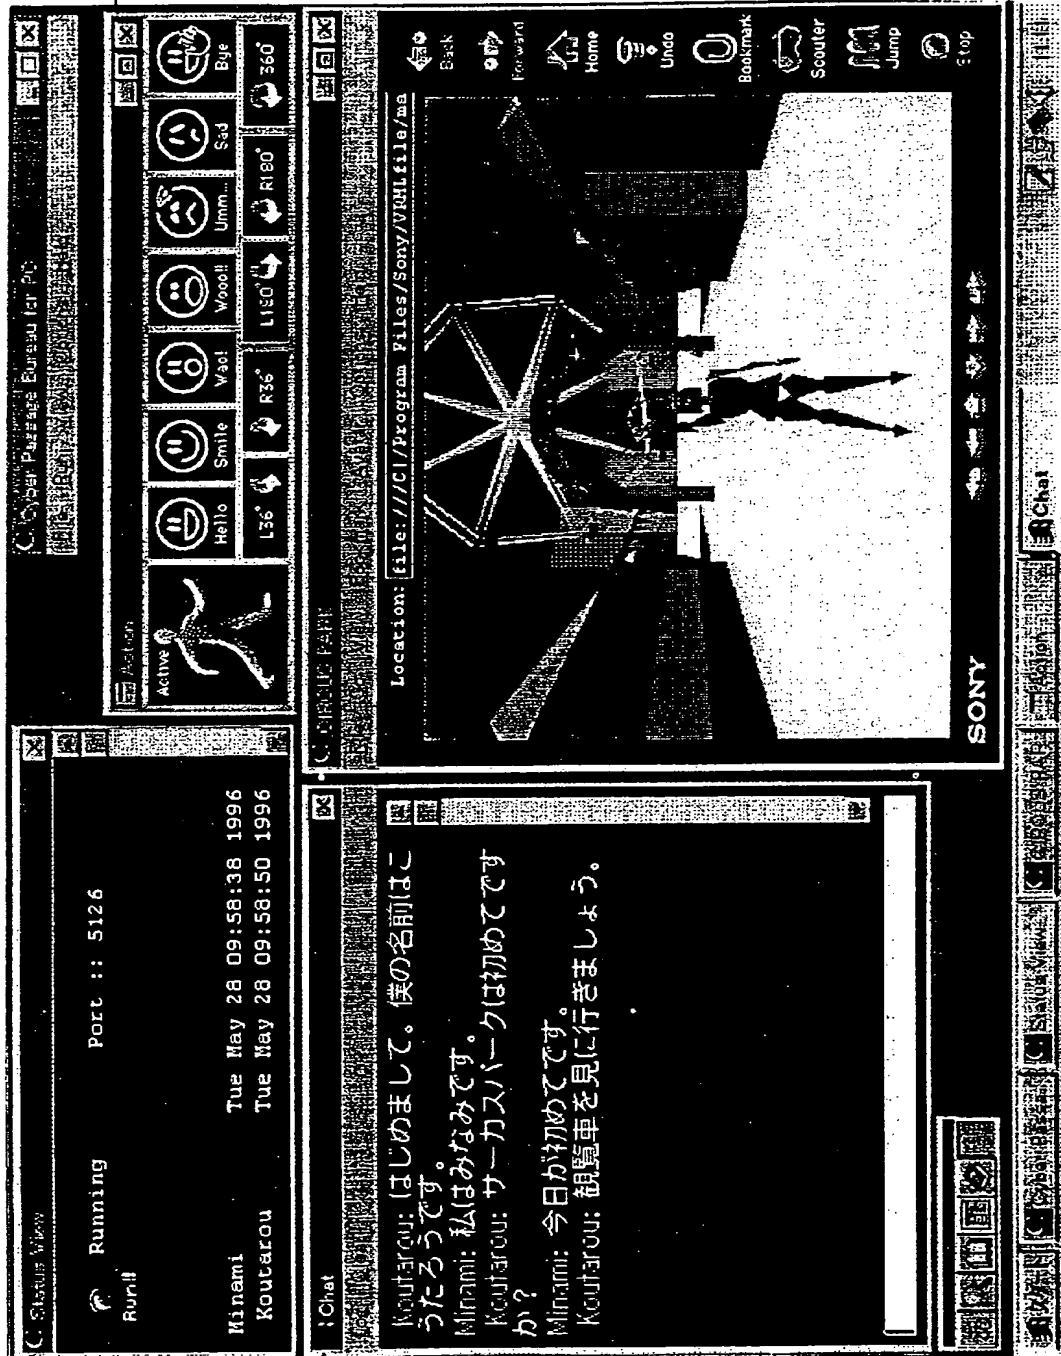 Status View
Running
Port :: 5126
Run!!
Minami Tue May 28 09:58:38 1996
Koutarou Tue May 28 09:58:50 1996
Cyber Passage Bureau for PC
Action
Active
Hello
Smile
Wao!
Wooo!!
Umm..
Sad
Bye
L36°
R36°
L180°
R180°
360°
Chat
Koutarou: はじめまして。僕の名前はこ
うたろうです。
Minami: 私はみなみです。
Koutarou: サーカスパークは初めてです
か?
Minami: 今日が初めてです。
Koutarou: 観覧車を見に行きましょう。
CIRCUS PARK
Location: file:///C|/Program Files/Sony/VRMLfile/ma
Back
Forward
Home
Undo
Bookmark
Scouter
Jump
Stop
SONY
Status View
Action
Chat